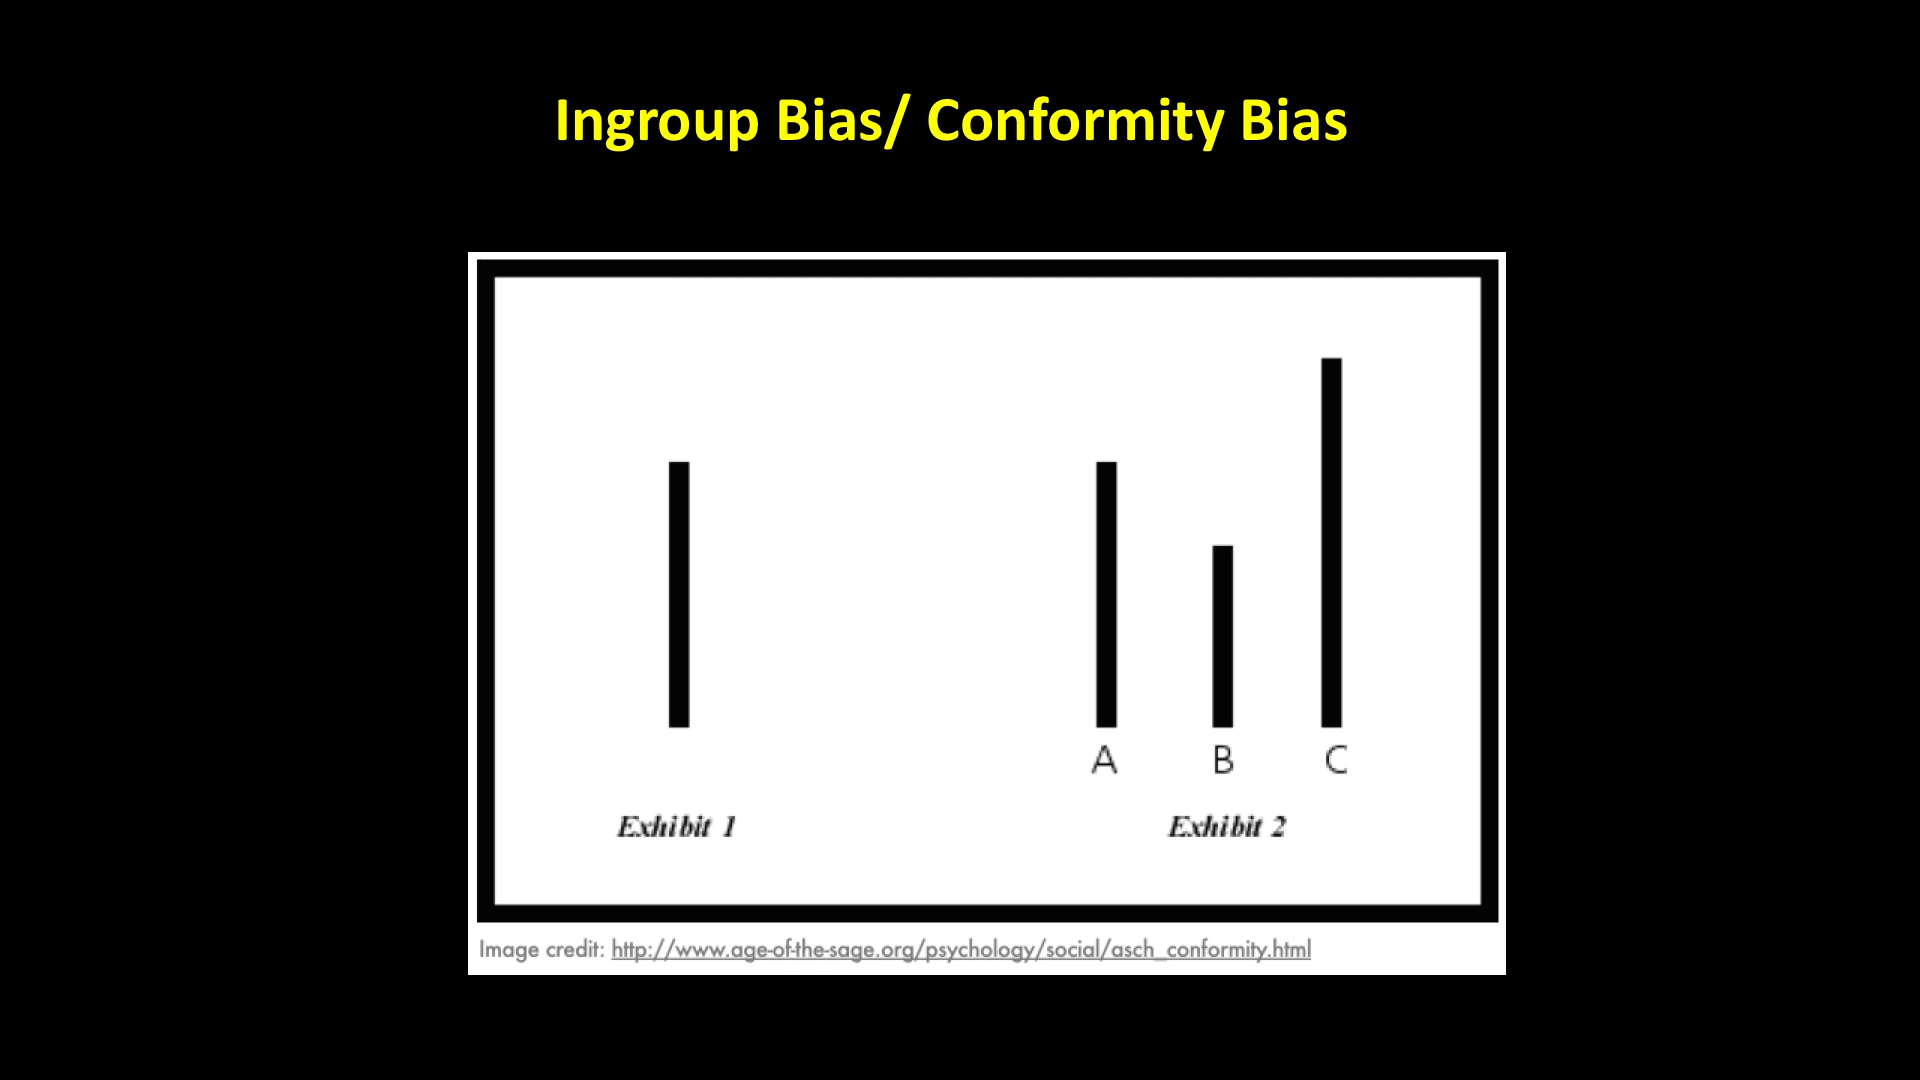 Ingroup Bias/ Conformity Bias
A B C
Exhibit 1 Exhibit 2
Image credit: http://www.age-of-the-sage.org/psychology/social/asch_conformity.html